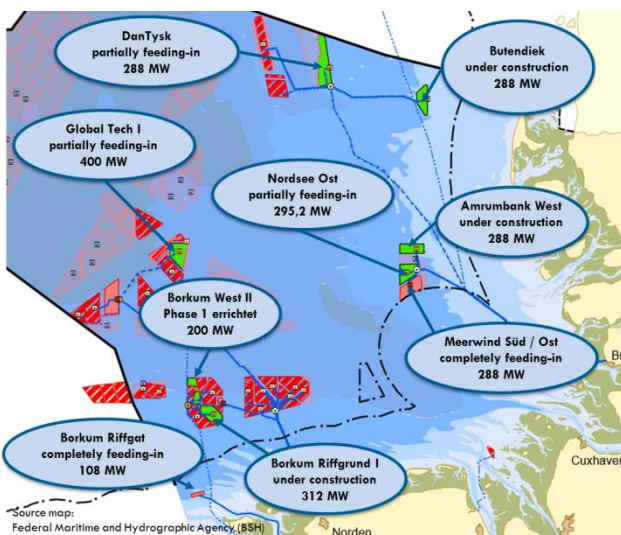 DanTysk
partially feeding-in
288 MW
Butendiek
under construction
288 MW
Global Tech I
partially feeding-in
400 MW
Nordsee Ost
partially feeding-in
295,2 MW
Amrumbank West
under construction
288 MW
Borkum West II
Phase 1 errichtet
200 MW
Meerwind Süd / Ost
completely feeding-in
288 MW
Br
Borkum Riffgat
completely feeding-in
108 MW
Borkum Riffgrund I
under construction
312 MW
Cuxhaven
Source map:
Federal Maritime and Hydrographic Agency (BSH)
Norden